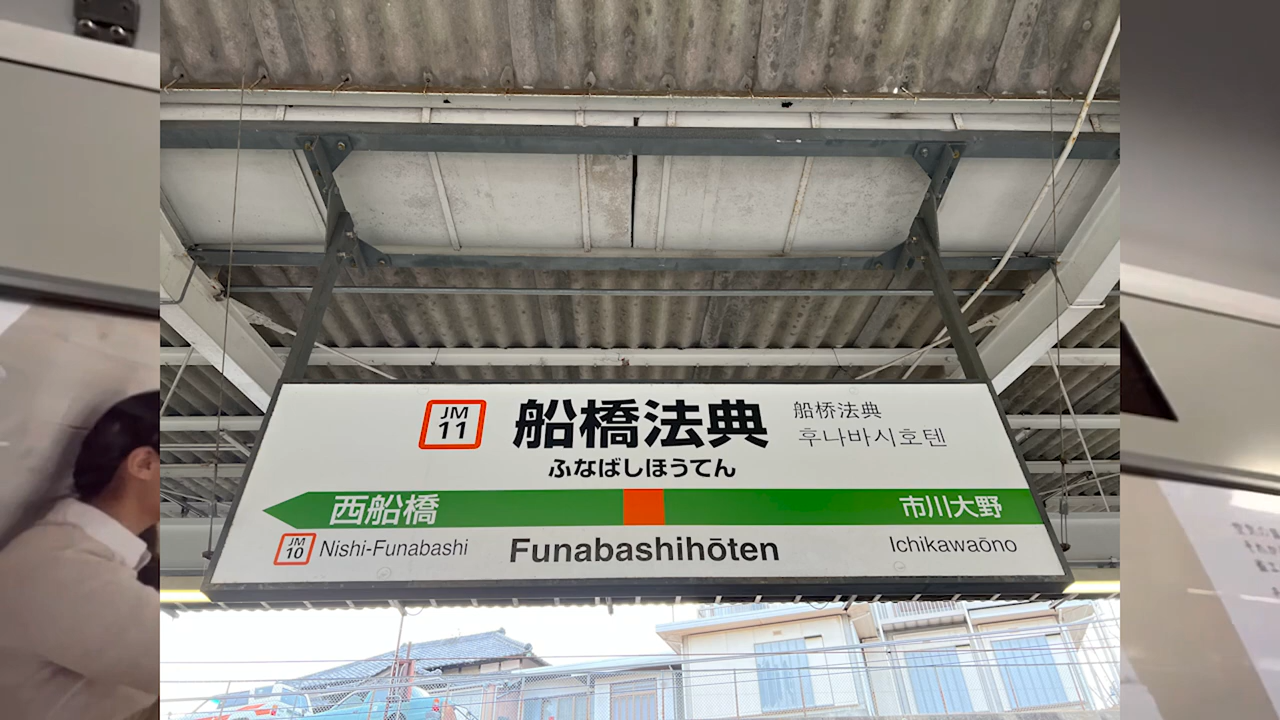 JM
11
船橋法典
船桥法典
후나바시호텐
ふなばしほうてん
西船橋
市川大野
JM
10
Nishi-Funabashi
Funabashihōten
Ichikawaōno